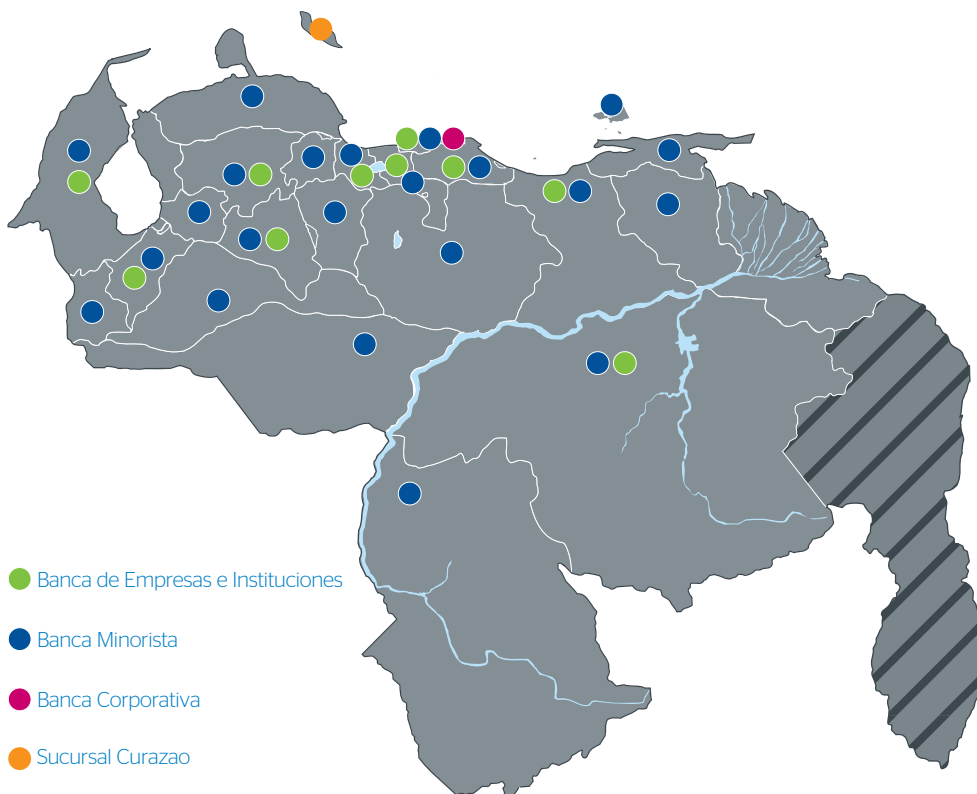 Banca de Empresas e Instituciones
Banca Minorista
Banca Corporativa
Sucursal Curazao